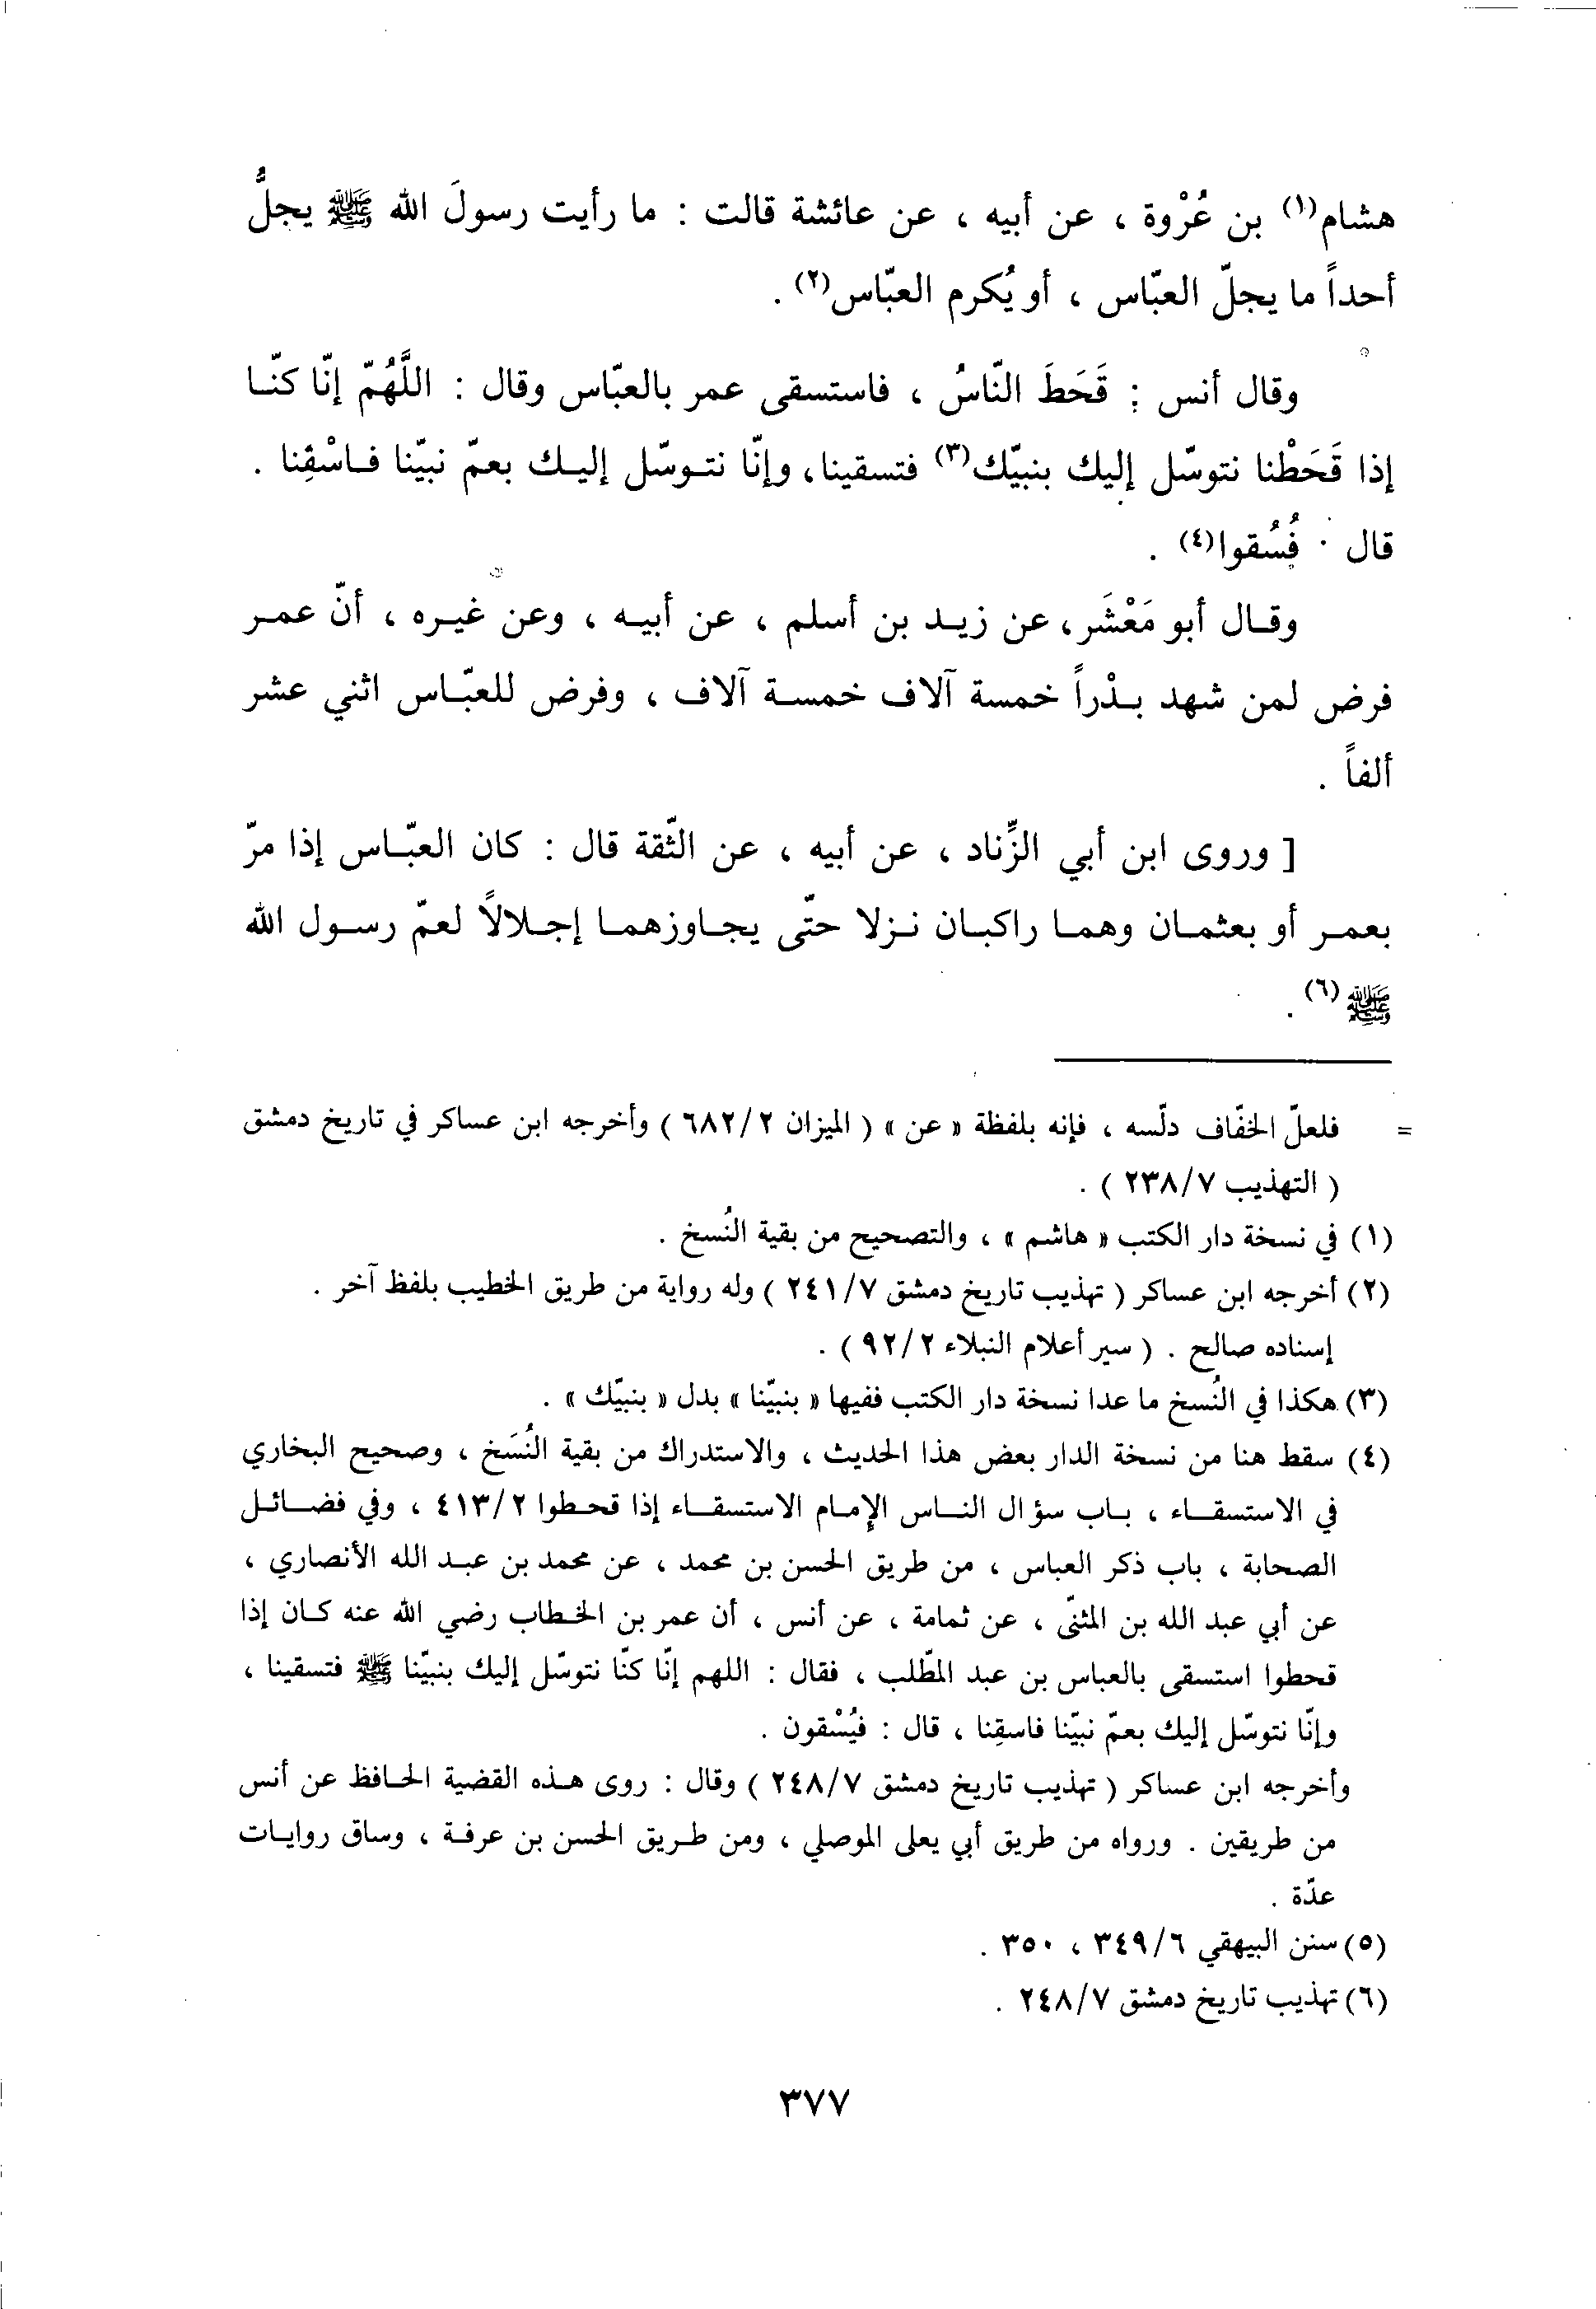 هشام(١) بن عُرْوة ، عن أبيه ، عن عائشة قالت : ما رأيت رسولَ الله ﷺ يجلُّ
أحداً ما يجلّ العبّاس ، أو يُكرم العبّاس(٢) .
وقال أنس : قَحَطَ النّاسُ ، فاستسقى عمر بالعبّاس وقال : اللَّهُمّ إنّا كنّا
إذا قَحَطْنا نتوسّل إليك بنبيّك(٣) فتسقينا، وإنّا نتوسّل إليك بعمّ نبيّنا فاسْقِنا .
قال : فُسُقوا(٤) .
وقال أبو مَعْشَر، عن زيد بن أسلم ، عن أبيه ، وعن غيره ، أنّ عمر
فرض لمن شهد بدْراً خمسة آلاف خمسة آلاف ، وفرض للعبّاس اثني عشر
ألفاً .
[ وروى ابن أبي الزِّناد ، عن أبيه ، عن الثّقة قال : كان العبّاس إذا مرّ
بعمر أو بعثمان وهما راكبان نزلا حتّى يجاوزهما إجلالاً لعمّ رسول الله
ﷺ(٦) .
= فلعلّ الخفّاف دلّسه ، فإنه بلفظة « عن » ( الميزان ٦٨٢/٢ ) وأخرجه ابن عساكر في تاريخ دمشق
( التهذيب ٢٣٨/٧ ) .
(١) في نسخة دار الكتب « هاشم » ، والتصحيح من بقية النُسخ .
(٢) أخرجه ابن عساكر ( تهذيب تاريخ دمشق ٢٤١/٧ ) وله رواية من طريق الخطيب بلفظ آخر .
إسناده صالح . ( سير أعلام النبلاء ٩٢/٢ ) .
(٣) هكذا في النُسخ ما عدا نسخة دار الكتب ففيها « بنبيّنا » بدل « بنبيّك » .
(٤) سقط هنا من نسخة الدار بعض هذا الحديث ، والاستدراك من بقية النُسَخ ، وصحيح البخاري
في الاستسقاء ، باب سؤال الناس الإمام الاستسقاء إذا قحطوا ٤١٣/٢ ، وفي فضائل
الصحابة ، باب ذكر العباس ، من طريق الحسن بن محمد ، عن محمد بن عبد الله الأنصاري ،
عن أبي عبد الله بن المثنّى ، عن ثمامة ، عن أنس ، أن عمر بن الخطاب رضي الله عنه كان إذا
قحطوا استسقى بالعباس بن عبد المطّلب ، فقال : اللهم إنّا كنّا نتوسّل إليك بنبيّنا ﷺ فتسقينا ،
وإنّا نتوسّل إليك بعمّ نبيّنا فاسقِنا ، قال : فيُسْقون .
وأخرجه ابن عساكر ( تهذيب تاريخ دمشق ٢٤٨/٧ ) وقال : روى هذه القضية الحافظ عن أنس
من طريقين . ورواه من طريق أبي يعلى الموصلي ، ومن طريق الحسن بن عرفة ، وساق روايات
عدّة .
(٥) سنن البيهقي ٣٤٩/٦ ، ٣٥٠ .
(٦) تهذيب تاريخ دمشق ٢٤٨/٧ .
٣٧٧